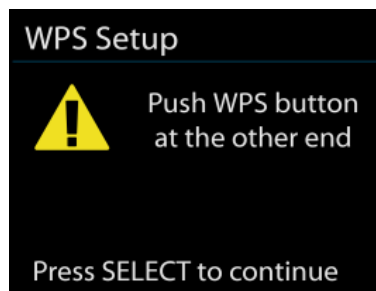 WPS Setup
Push WPS button
at the other end
Press SELECT to continue